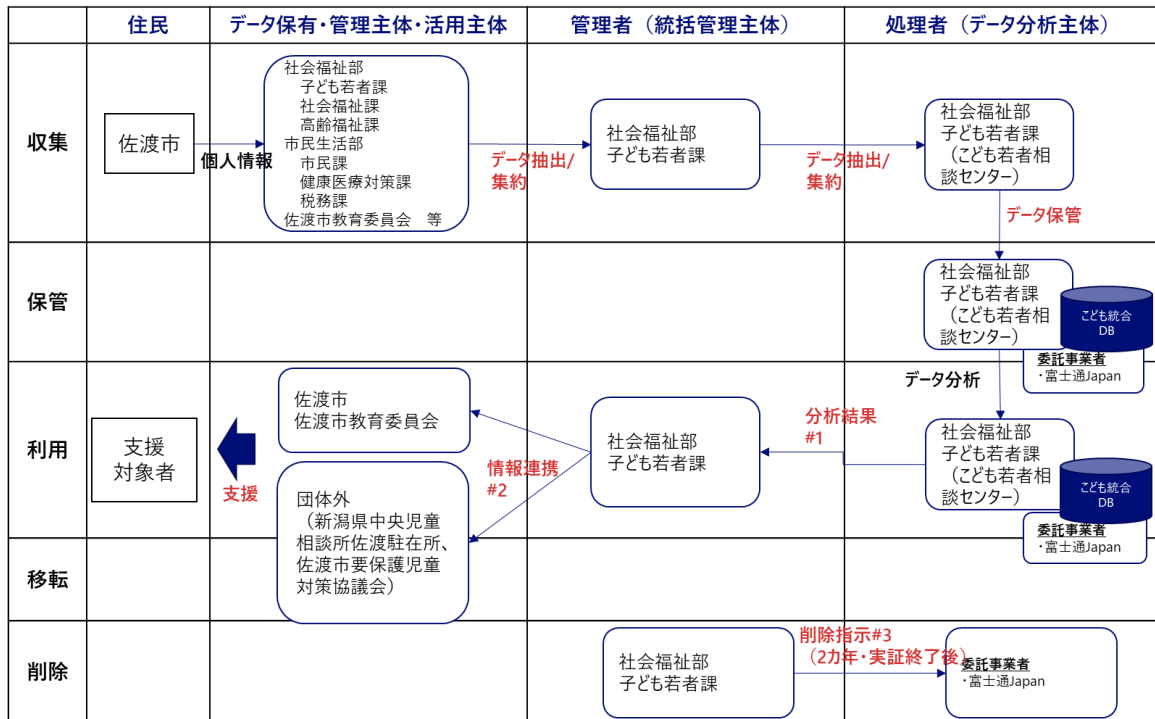 住民
データ保有・管理主体・活用主体
管理者（統括管理主体）
処理者（データ分析主体）
収集
佐渡市
個人情報
社会福祉部
子ども若者課
社会福祉課
高齢福祉課
市民生活部
市民課
健康医療対策課
税務課
佐渡市教育委員会　等
データ抽出/
集約
社会福祉部
子ども若者課
データ抽出/
集約
社会福祉部
子ども若者課
（こども若者相
談センター）
データ保管
保管
社会福祉部
子ども若者課
（こども若者相
談センター）
こども統合
DB
委託事業者
・富士通Japan
データ分析
利用
支援
対象者
支援
佐渡市
佐渡市教育委員会
団体外
（新潟県中央児童
相談所佐渡駐在所、
佐渡市要保護児童
対策協議会）
情報連携
#2
社会福祉部
子ども若者課
分析結果
#1
社会福祉部
子ども若者課
（こども若者相
談センター）
こども統合
DB
委託事業者
・富士通Japan
移転
削除
社会福祉部
子ども若者課
削除指示#3
（2カ年・実証終了後）
委託事業者
・富士通Japan